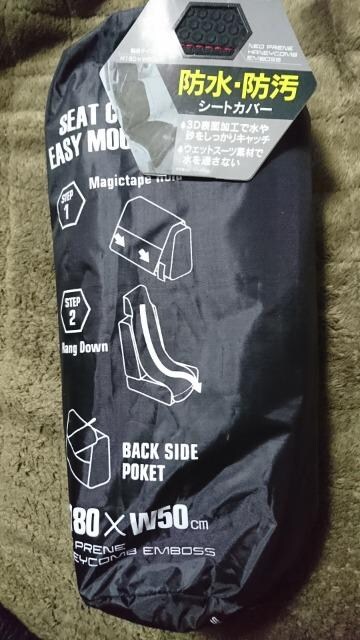 NEO PRENE
HANEYCOMB
EMBOSS
防水・防汚
シートカバー
3D表面加工で水や
砂をしっかりキャッチ
ウェットスーツ素材で
水を通さない
SEAT C
EASY MOU
Magictape Hold
STEP
1
STEP
2
Hang Down
BACK SIDE
POKET
180×W50cm
PRENE
EYCOMB EMBOSS